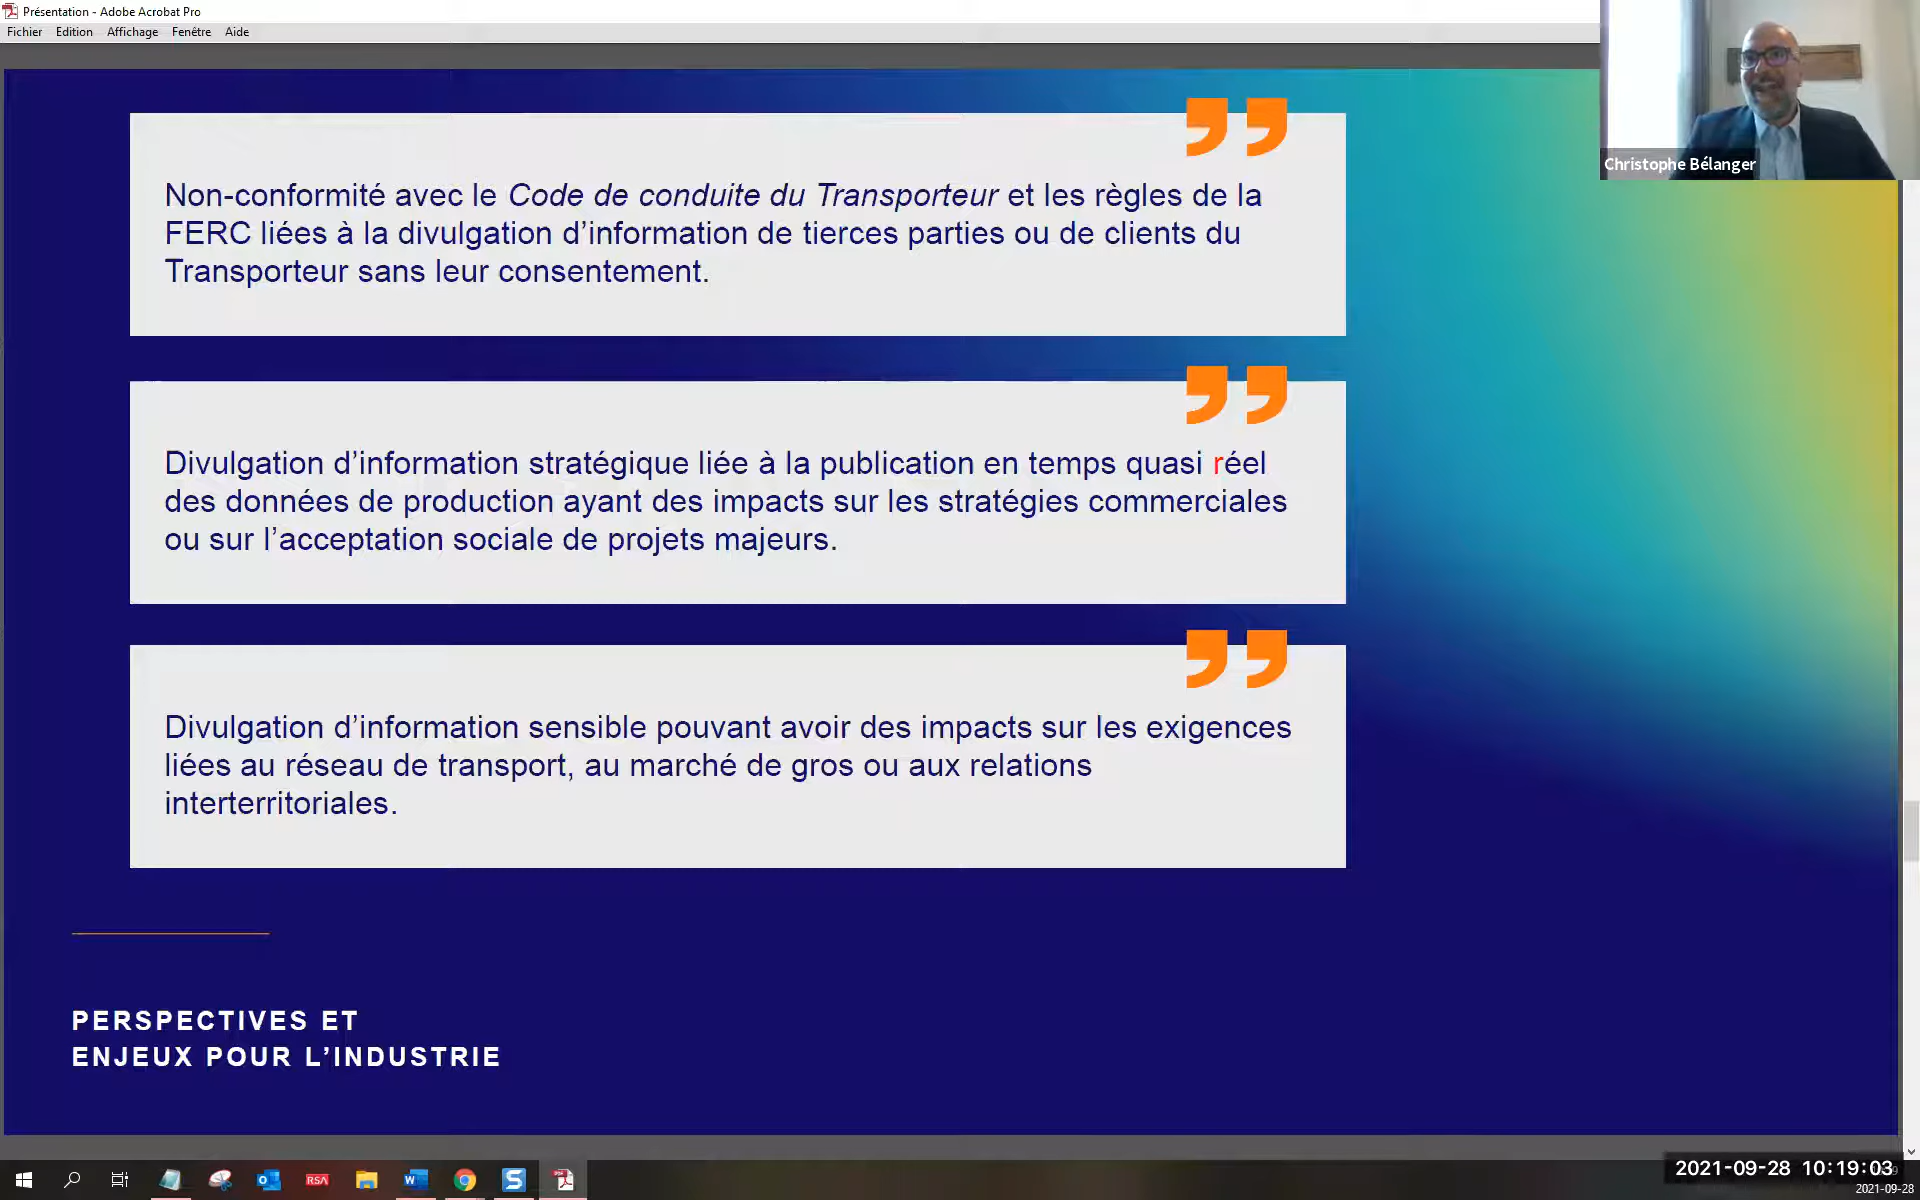 Présentation - Adobe Acrobat Pro
Fichier Edition Affichage Fenêtre Aide
Christophe Bélanger
Non-conformité avec le Code de conduite du Transporteur et les règles de la
FERC liées à la divulgation d’information de tierces parties ou de clients du
Transporteur sans leur consentement.
Divulgation d’information stratégique liée à la publication en temps quasi réel
des données de production ayant des impacts sur les stratégies commerciales
ou sur l’acceptation sociale de projets majeurs.
Divulgation d’information sensible pouvant avoir des impacts sur les exigences
liées au réseau de transport, au marché de gros ou aux relations
interterritoriales.
PERSPECTIVES ET
ENJEUX POUR L’INDUSTRIE
RSA
2021-09-28 10:19:03
2021-09-28